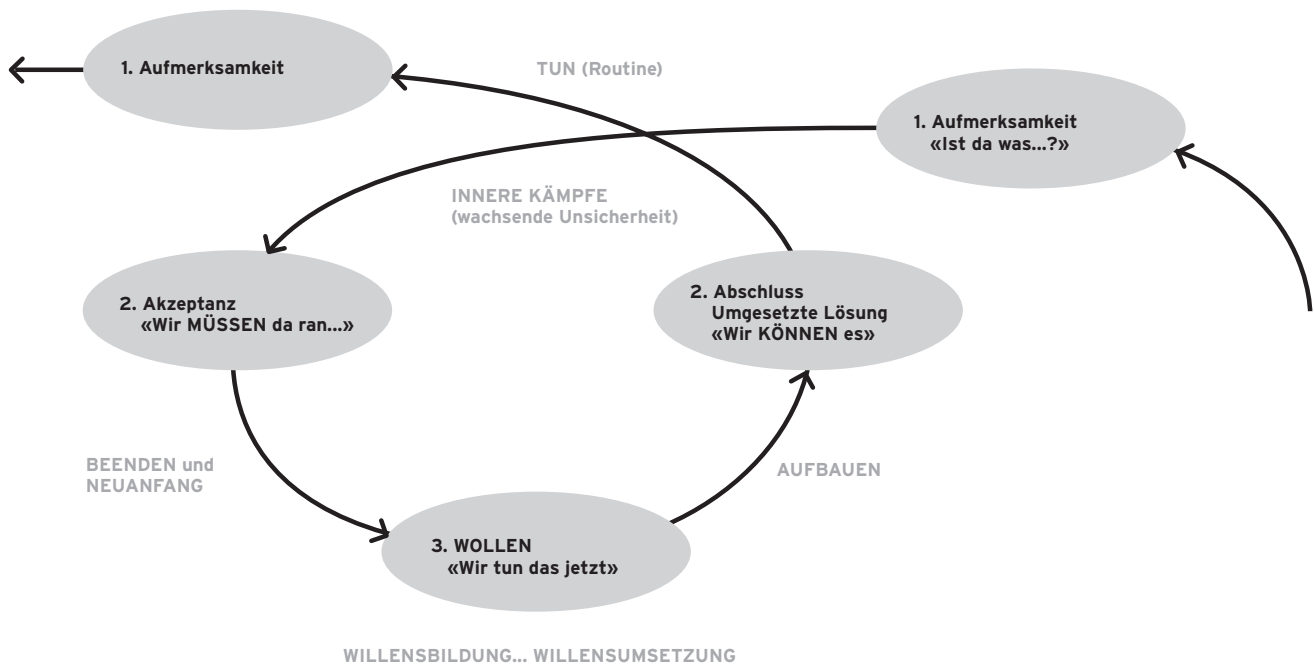 1. Aufmerksamkeit
TUN (Routine)
1. Aufmerksamkeit
«Ist da was...?»
INNERE KÄMPFE
(wachsende Unsicherheit)
2. Akzeptanz
«Wir MÜSSEN da ran...»
2. Abschluss
Umgesetzte Lösung
«Wir KÖNNEN es»
BEENDEN und
NEUANFANG
AUFBAUEN
3. WOLLEN
«Wir tun das jetzt»
WILLENSBILDUNG... WILLENSUMSETZUNG